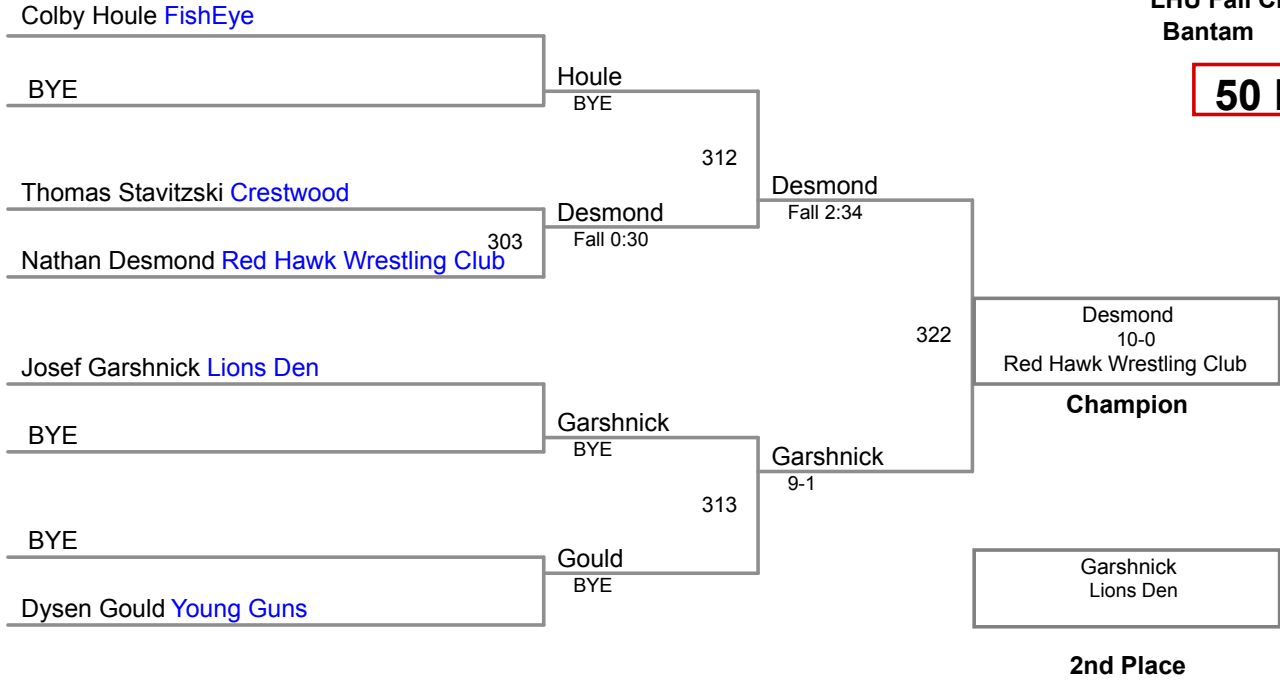 Colby Houle FishEye
LHU Fall
Bantam
50
BYE
Houle
BYE
312
Thomas Stavitzski Crestwood
Desmond
Fall 2:34
Desmond
Fall 0:30
303
Nathan Desmond Red Hawk Wrestling Club
322
Desmond
10-0
Red Hawk Wrestling Club
Champion
Josef Garshnick Lions Den
BYE
Garshnick
BYE
Garshnick
9-1
313
BYE
Gould
BYE
Dysen Gould Young Guns
Garshnick
Lions Den
2nd Place